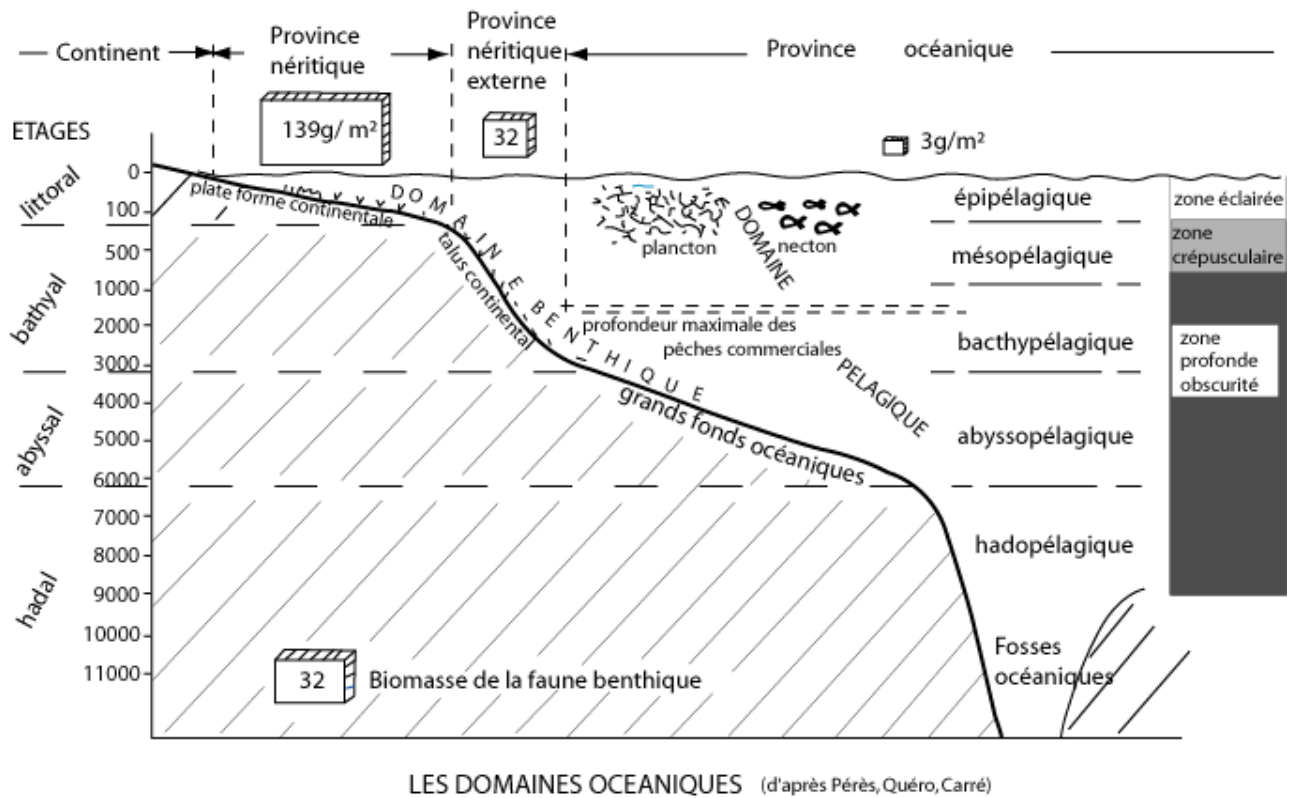 Continent
Province
néritique
Province
néritique
externe
Province océanique
139g/ m²
32
3g/m²
ETAGES
0
100
500
1000
2000
3000
4000
5000
6000
7000
8000
9000
10000
11000
littoral
bathyal
abyssal
hadal
plate forme continentale
talus continental
DOMAINE BENTHIQUE
grands fonds océaniques
plancton
necton
DOMAINE
PELAGIQUE
profondeur maximale des
pêches commerciales
épipélagique
mésopélagique
bacthypélagique
abyssopélagique
hadopélagique
zone éclairée
zone
crépusculaire
zone
profonde
obscurité
Fosses
océaniques
32
Biomasse de la faune benthique
LES DOMAINES OCEANIQUES (d'après Pérès, Quéro, Carré)